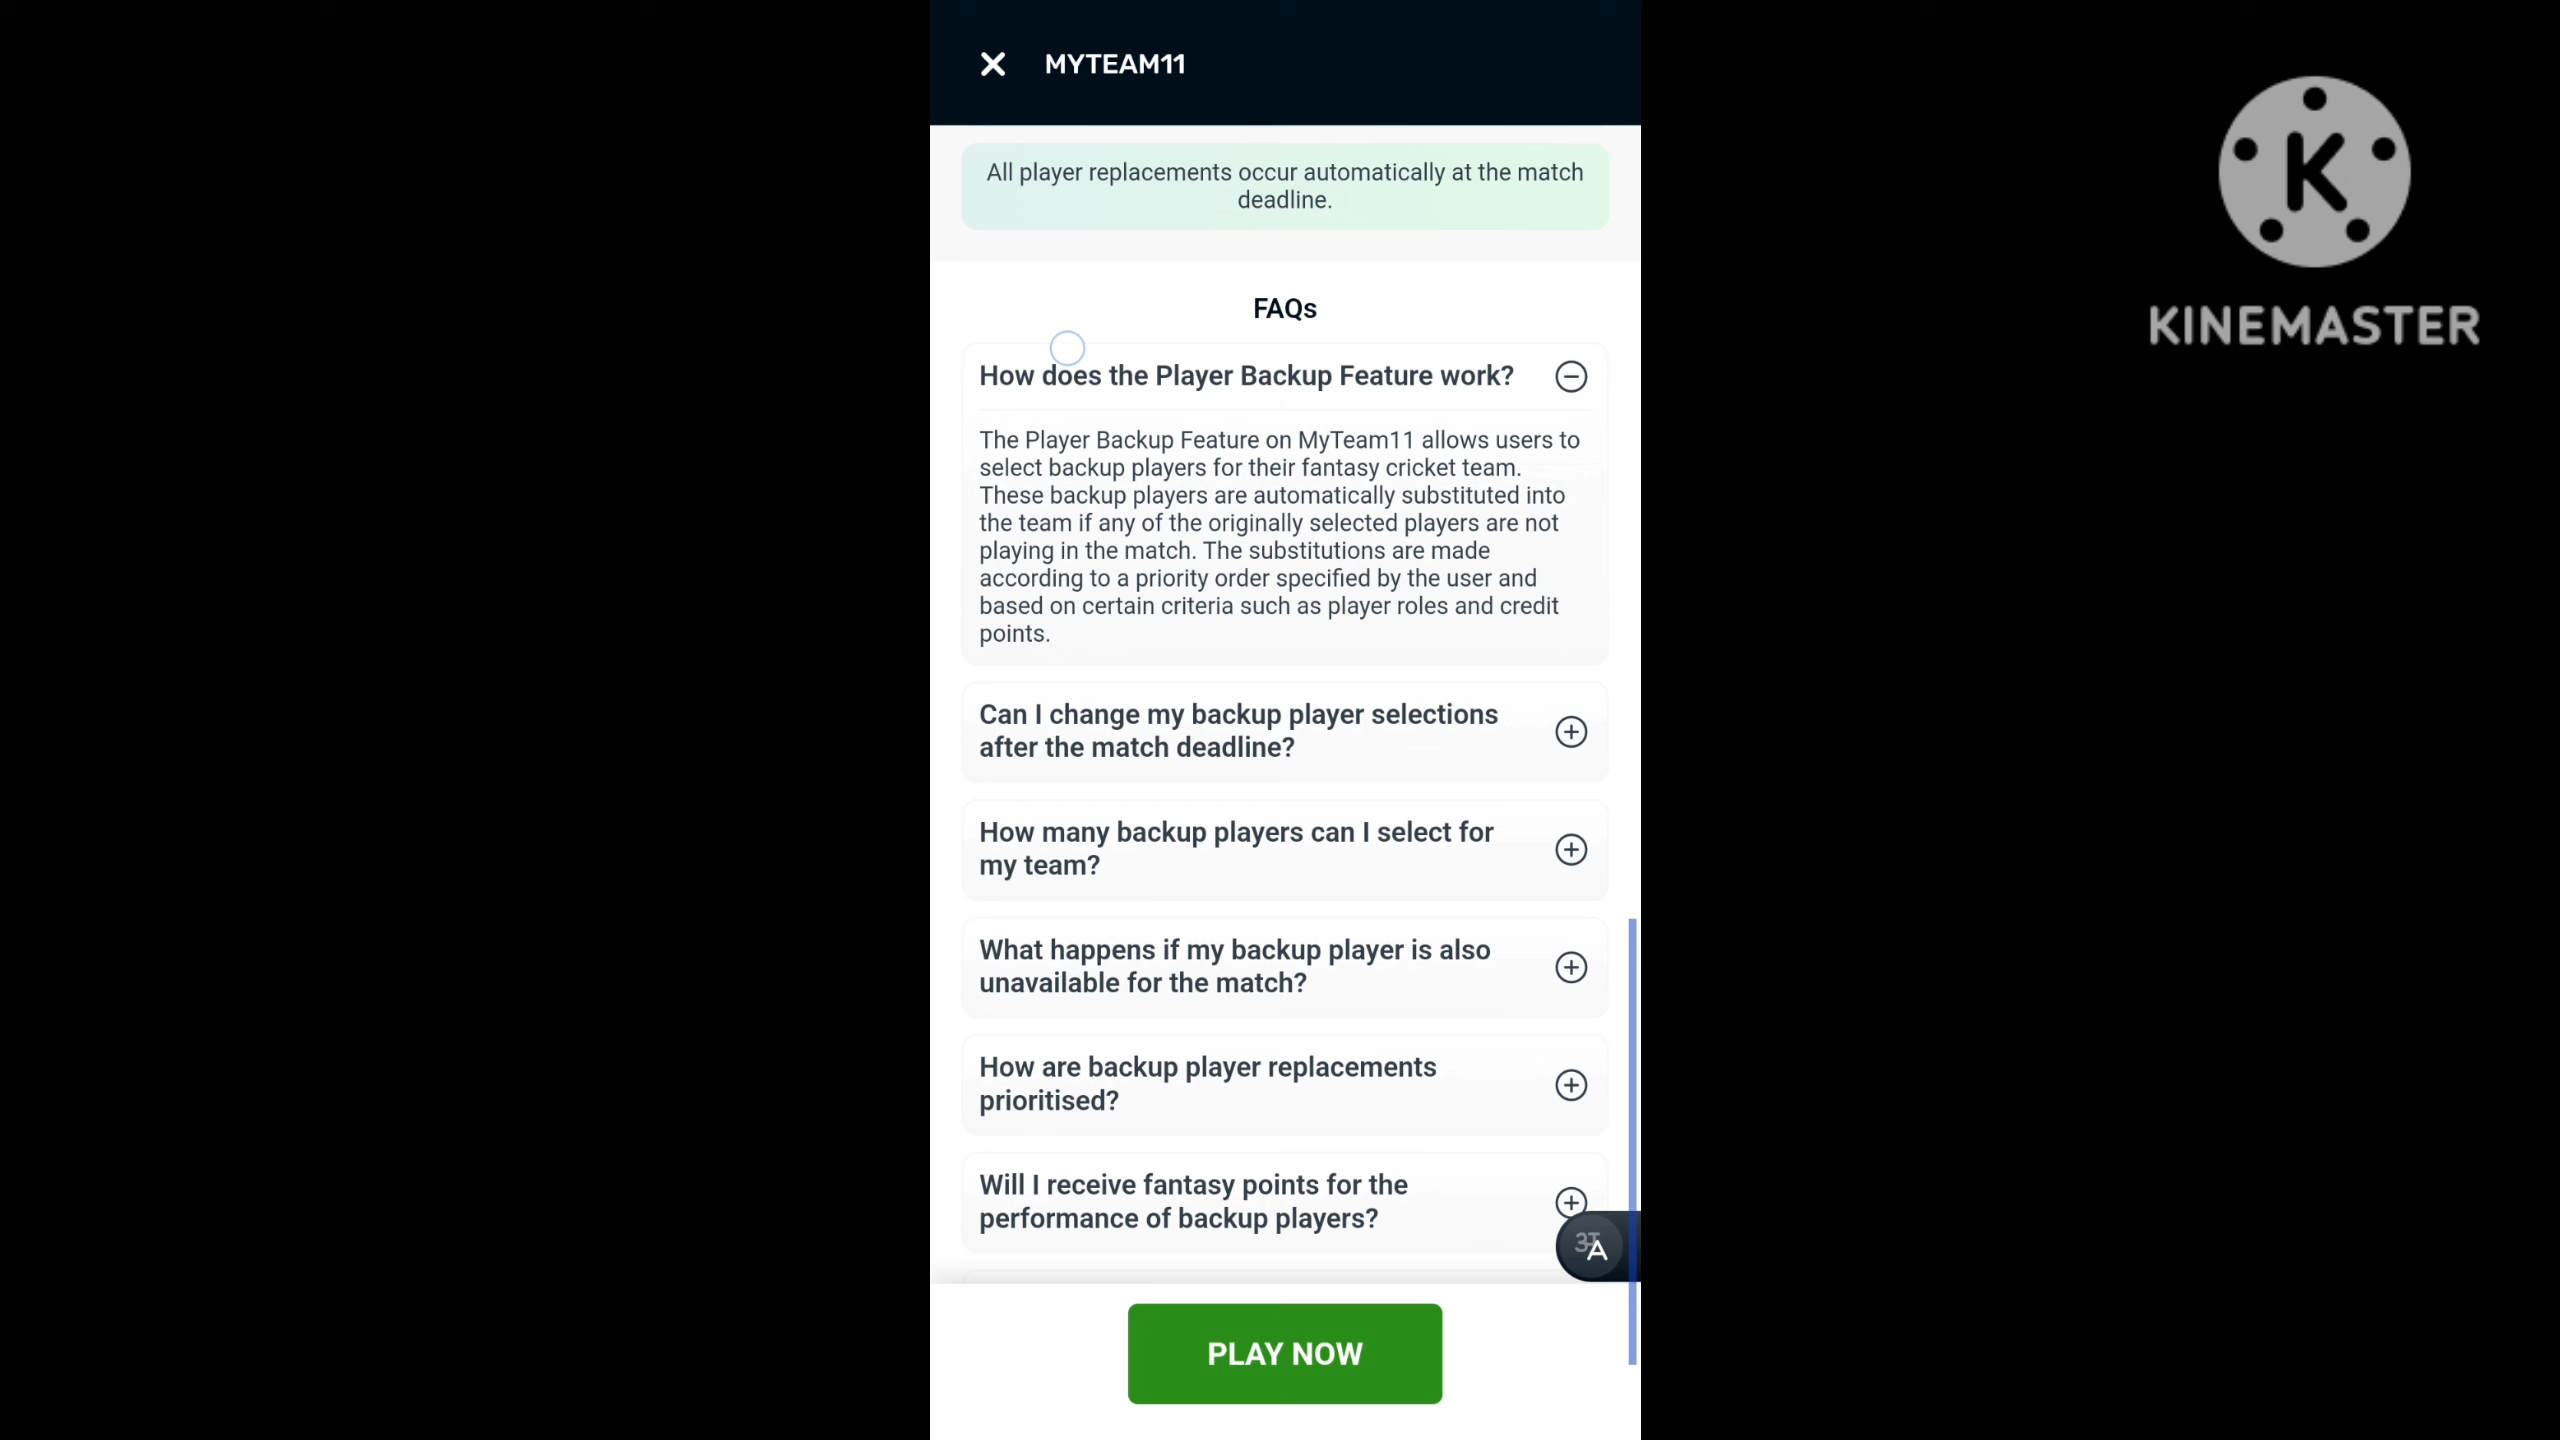 MYTEAM11
KINEMASTER
All player replacements occur automatically at the match
deadline.
FAQs
How does the Player Backup Feature work?
The Player Backup Feature on MyTeam11 allows users to
select backup players for their fantasy cricket team.
These backup players are automatically substituted into
the team if any of the originally selected players are not
playing in the match. The substitutions are made
according to a priority order specified by the user and
based on certain criteria such as player roles and credit
points.
Can I change my backup player selections
after the match deadline?
How many backup players can I select for
my team?
What happens if my backup player is also
unavailable for the match?
How are backup player replacements
prioritised?
Will I receive fantasy points for the
performance of backup players?
अ A
PLAY NOW